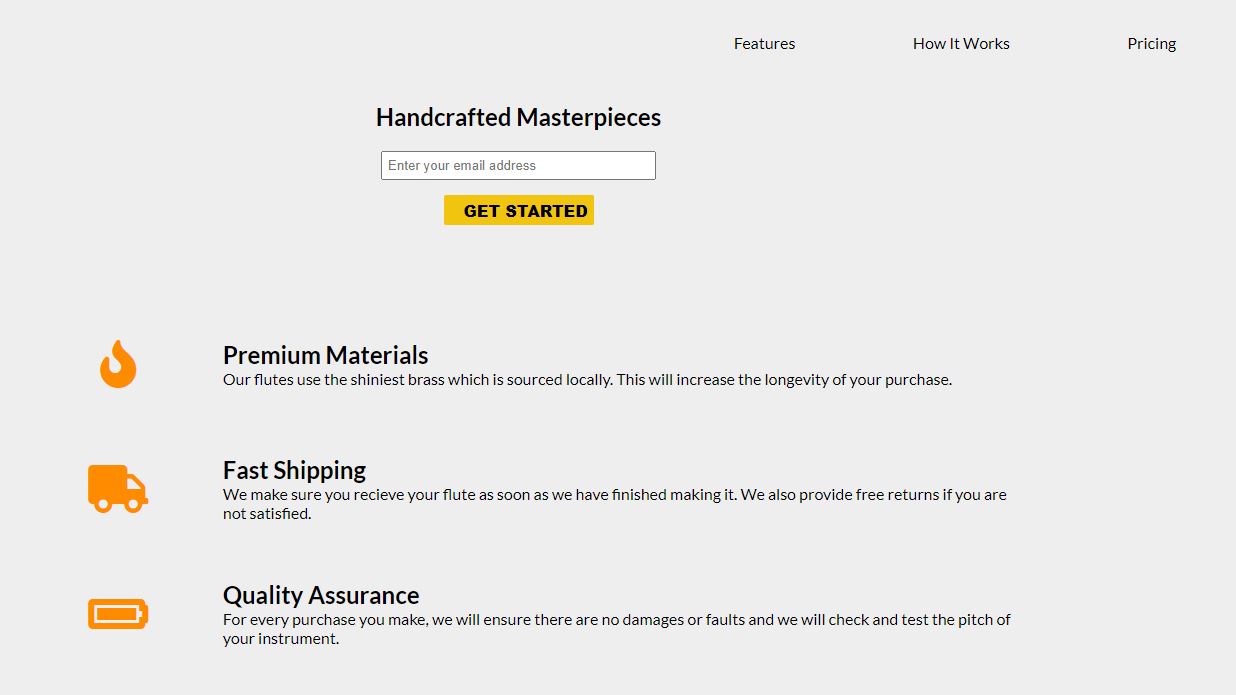 Features How It Works Pricing
Handcrafted Masterpieces
Enter your email address
GET STARTED
Premium Materials
Our flutes use the shiniest brass which is sourced locally. This will increase the longevity of your purchase.
Fast Shipping
We make sure you recieve your flute as soon as we have finished making it. We also provide free returns if you are
not satisfied.
Quality Assurance
For every purchase you make, we will ensure there are no damages or faults and we will check and test the pitch of
your instrument.